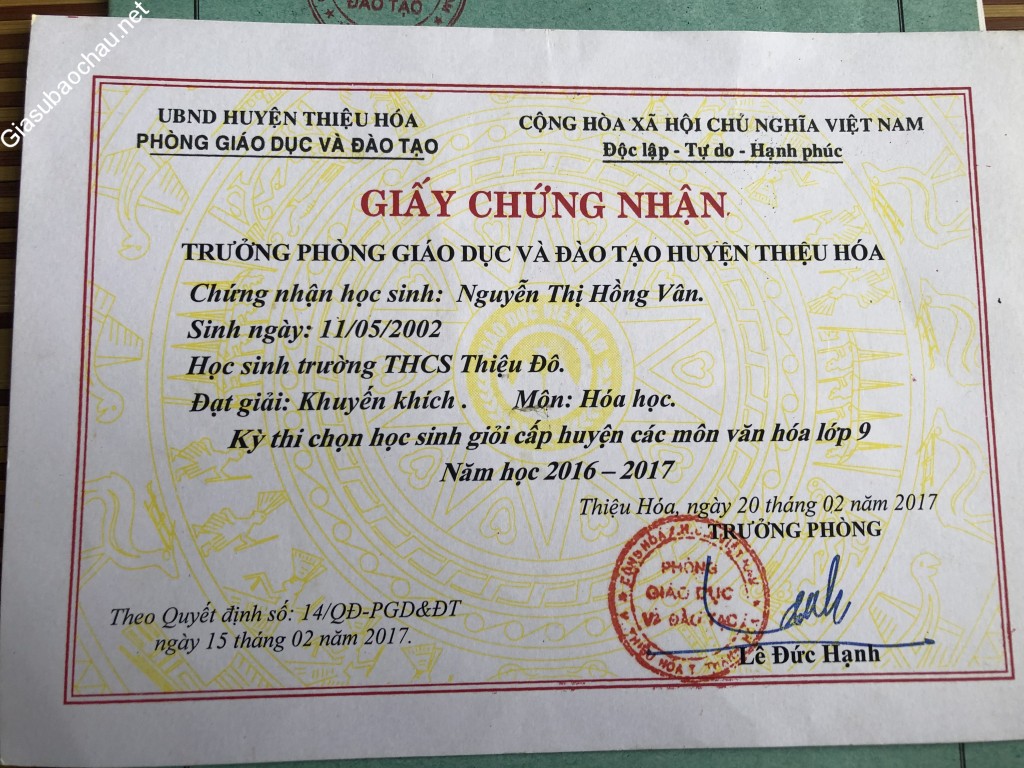 ĐÀO TẠO
Giasubaochau.net
UBND HUYỆN THIỆU HÓA
PHÒNG GIÁO DỤC VÀ ĐÀO TẠO
CỘNG HÒA XÃ HỘI CHỦ NGHĨA VIỆT NAM
Độc lập - Tự do - Hạnh phúc
GIẤY CHỨNG NHẬN
TRƯỞNG PHÒNG GIÁO DỤC VÀ ĐÀO TẠO HUYỆN THIỆU HÓA
Chứng nhận học sinh: Nguyễn Thị Hồng Vân.
Sinh ngày: 11/05/2002
Học sinh trường THCS Thiệu Đô.
Đạt giải: Khuyến khích . Môn: Hóa học.
Kỳ thi chọn học sinh giỏi cấp huyện các môn văn hóa lớp 9
Năm học 2016 – 2017
Thiệu Hóa, ngày 20 tháng 02 năm 2017
TRƯỞNG PHÒNG
PHÒNG
GIÁO DỤC
VÀ ĐÀO TẠO
Theo Quyết định số: 14/QĐ-PGD&ĐT
ngày 15 tháng 02 năm 2017.
Lê Đức Hạnh